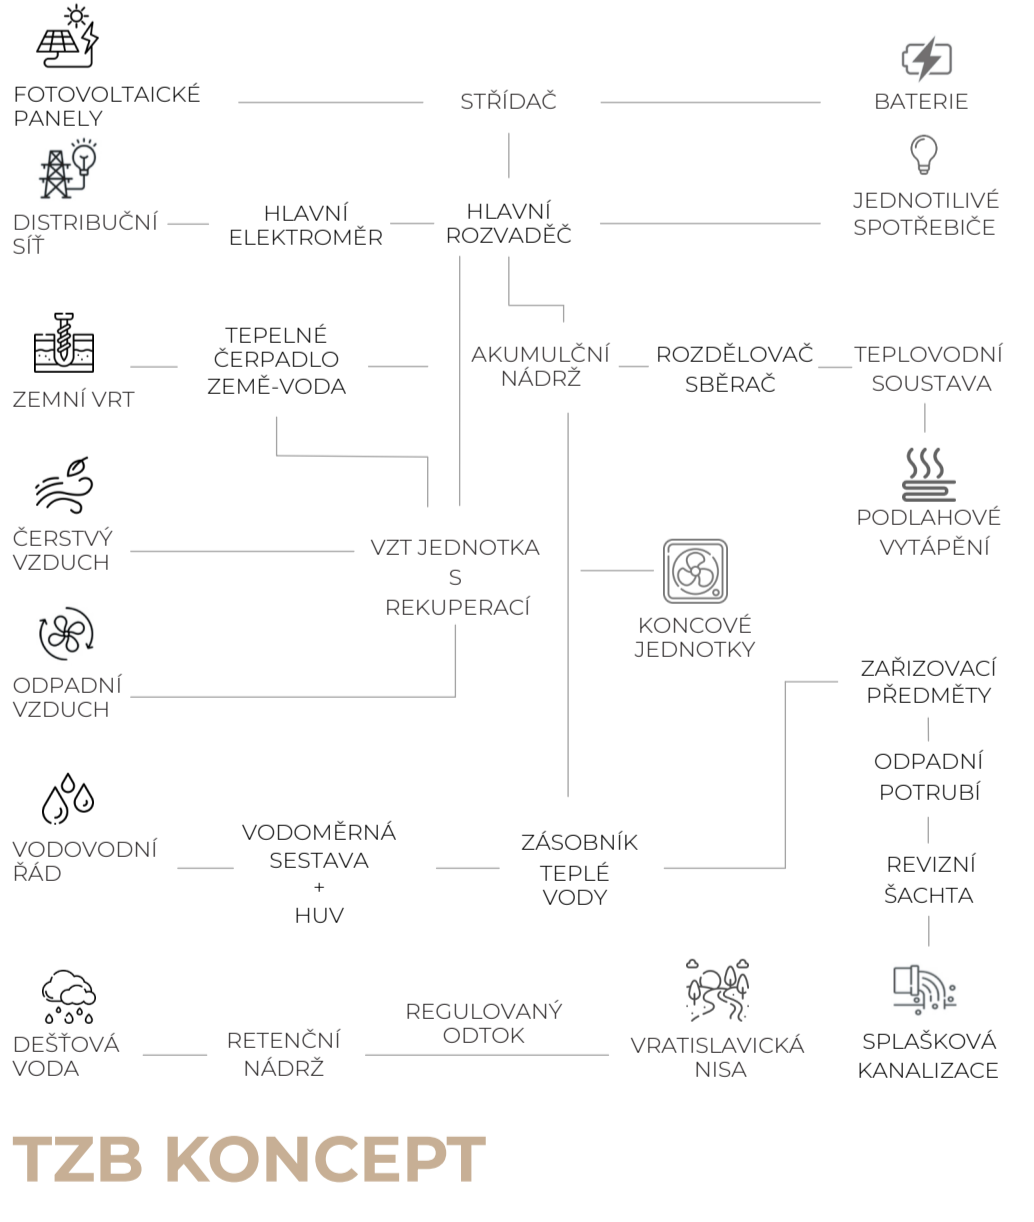 FOTOVOLTAICKÉ
PANELY
STŘÍDAČ
BATERIE
DISTRIBUČNÍ
SÍŤ
HLAVNÍ
ELEKTROMĚR
HLAVNÍ
ROZVADĚČ
JEDNOTILIVÉ
SPOTŘEBIČE
ZEMNÍ VRT
TEPELNÉ
ČERPADLO
ZEMĚ-VODA
AKUMULČNÍ
NÁDRŽ
ROZDĚLOVAČ
SBĚRAČ
TEPLOVODNÍ
SOUSTAVA
PODLAHOVÉ
VYTÁPĚNÍ
ČERSTVÝ
VZDUCH
VZT JEDNOTKA
S
REKUPERACÍ
KONCOVÉ
JEDNOTKY
ODPADNÍ
VZDUCH
ZAŘIZOVACÍ
PŘEDMĚTY
ODPADNÍ
POTRUBÍ
VODOVODNÍ
ŘÁD
VODOMĚRNÁ
SESTAVA
+
HUV
ZÁSOBNÍK
TEPLÉ
VODY
REVIZNÍ
ŠACHTA
DEŠŤOVÁ
VODA
RETENČNÍ
NÁDRŽ
REGULOVANÝ
ODTOK
VRATISLAVICKÁ
NISA
SPLAŠKOVÁ
KANALIZACE
TZB KONCEPT